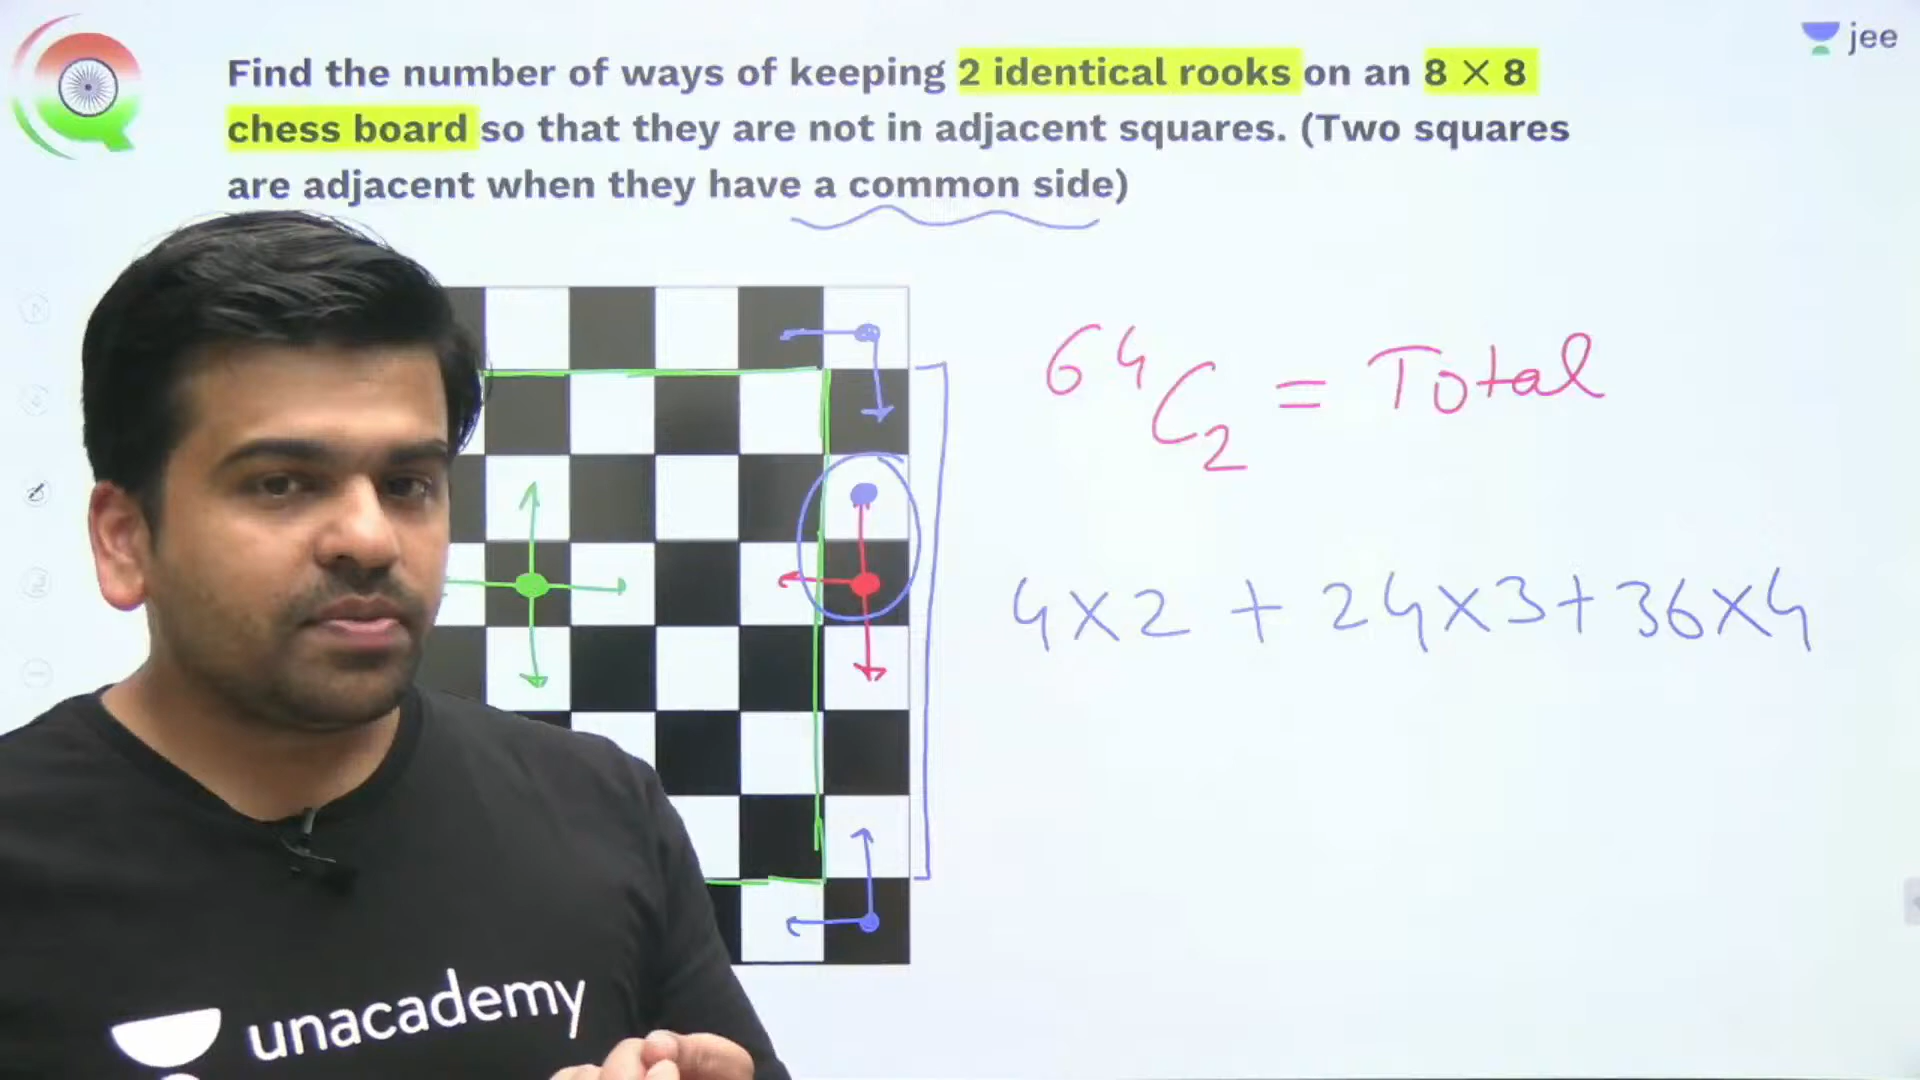 Find the number of ways of keeping 2 identical rooks on an 8 × 8
chess board so that they are not in adjacent squares. (Two squares
are adjacent when they have a common side)
jee
64C2 = Total
4×2 + 24×3+36×4
unacademy